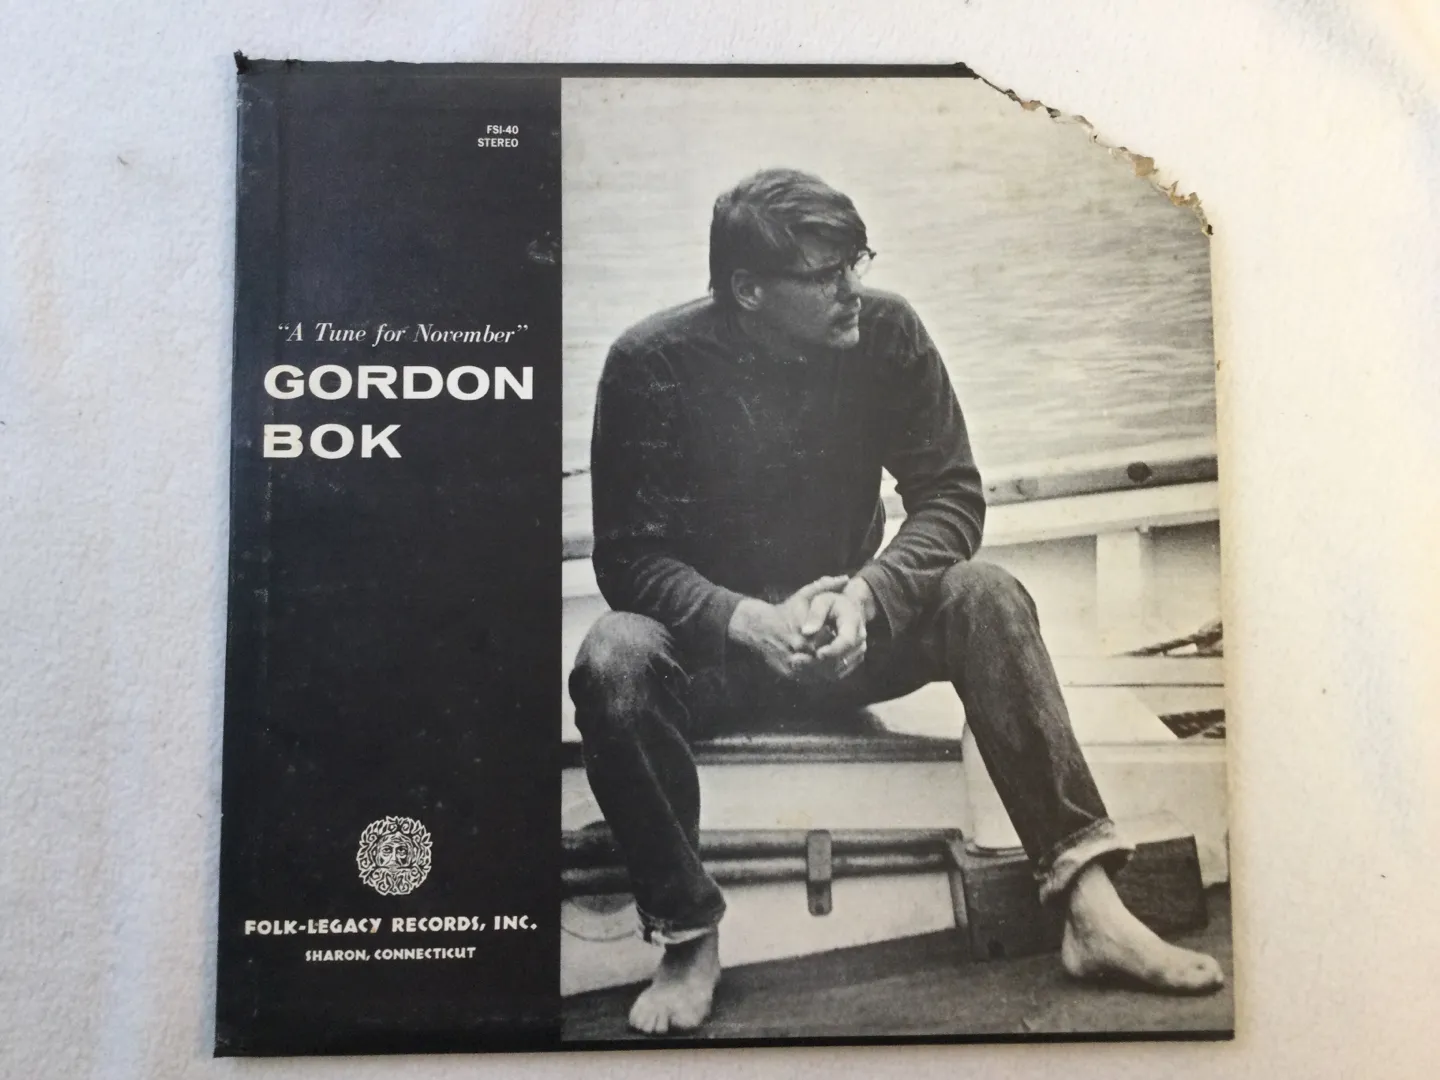 FSI-40
STEREO
“A Tune for November”
GORDON
BOK
FOLK-LEGACY RECORDS, INC.
SHARON, CONNECTICUT